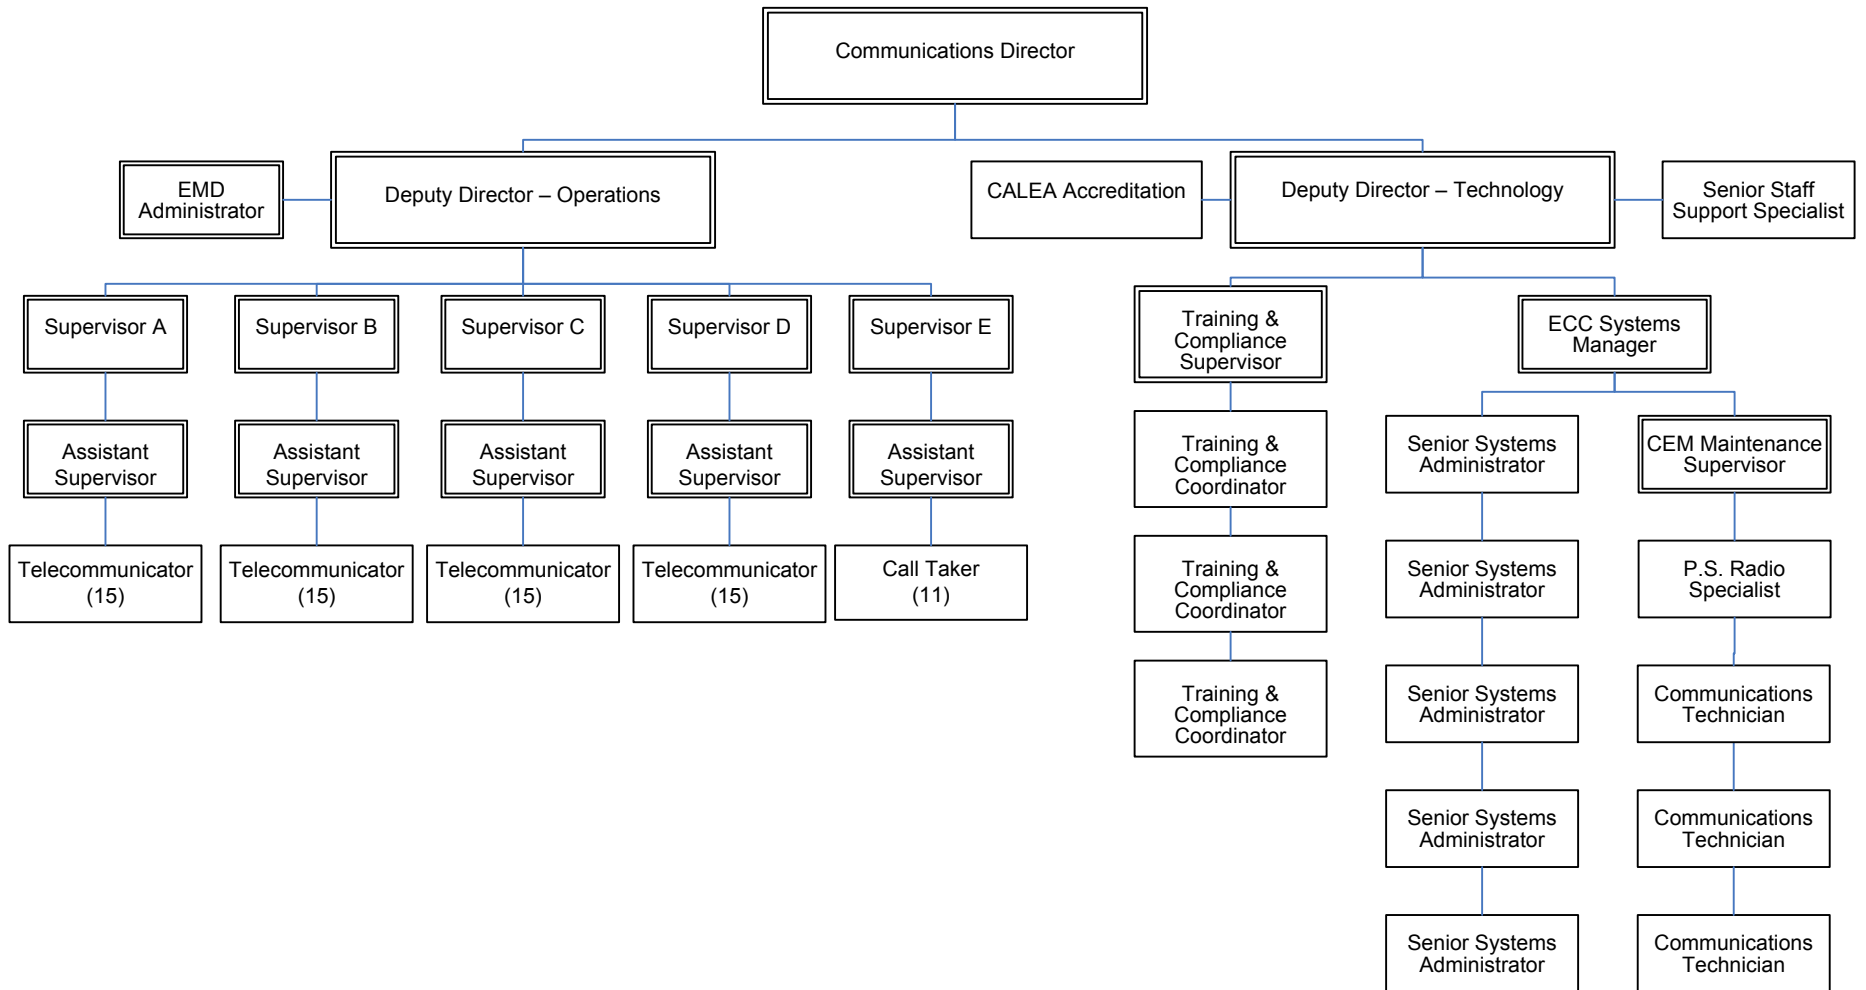 Communications Director
EMD
Administrator
Deputy Director – Operations
CALEA Accreditation
Deputy Director – Technology
Senior Staff
Support Specialist
Supervisor A
Supervisor B
Supervisor C
Supervisor D
Supervisor E
Training &
Compliance
Supervisor
ECC Systems
Manager
Assistant
Supervisor
Assistant
Supervisor
Assistant
Supervisor
Assistant
Supervisor
Assistant
Supervisor
Training &
Compliance
Coordinator
Senior Systems
Administrator
CEM Maintenance
Supervisor
Telecommunicator
(15)
Telecommunicator
(15)
Telecommunicator
(15)
Telecommunicator
(15)
Call Taker
(11)
Training &
Compliance
Coordinator
Senior Systems
Administrator
P.S. Radio
Specialist
Training &
Compliance
Coordinator
Senior Systems
Administrator
Communications
Technician
Senior Systems
Administrator
Communications
Technician
Senior Systems
Administrator
Communications
Technician